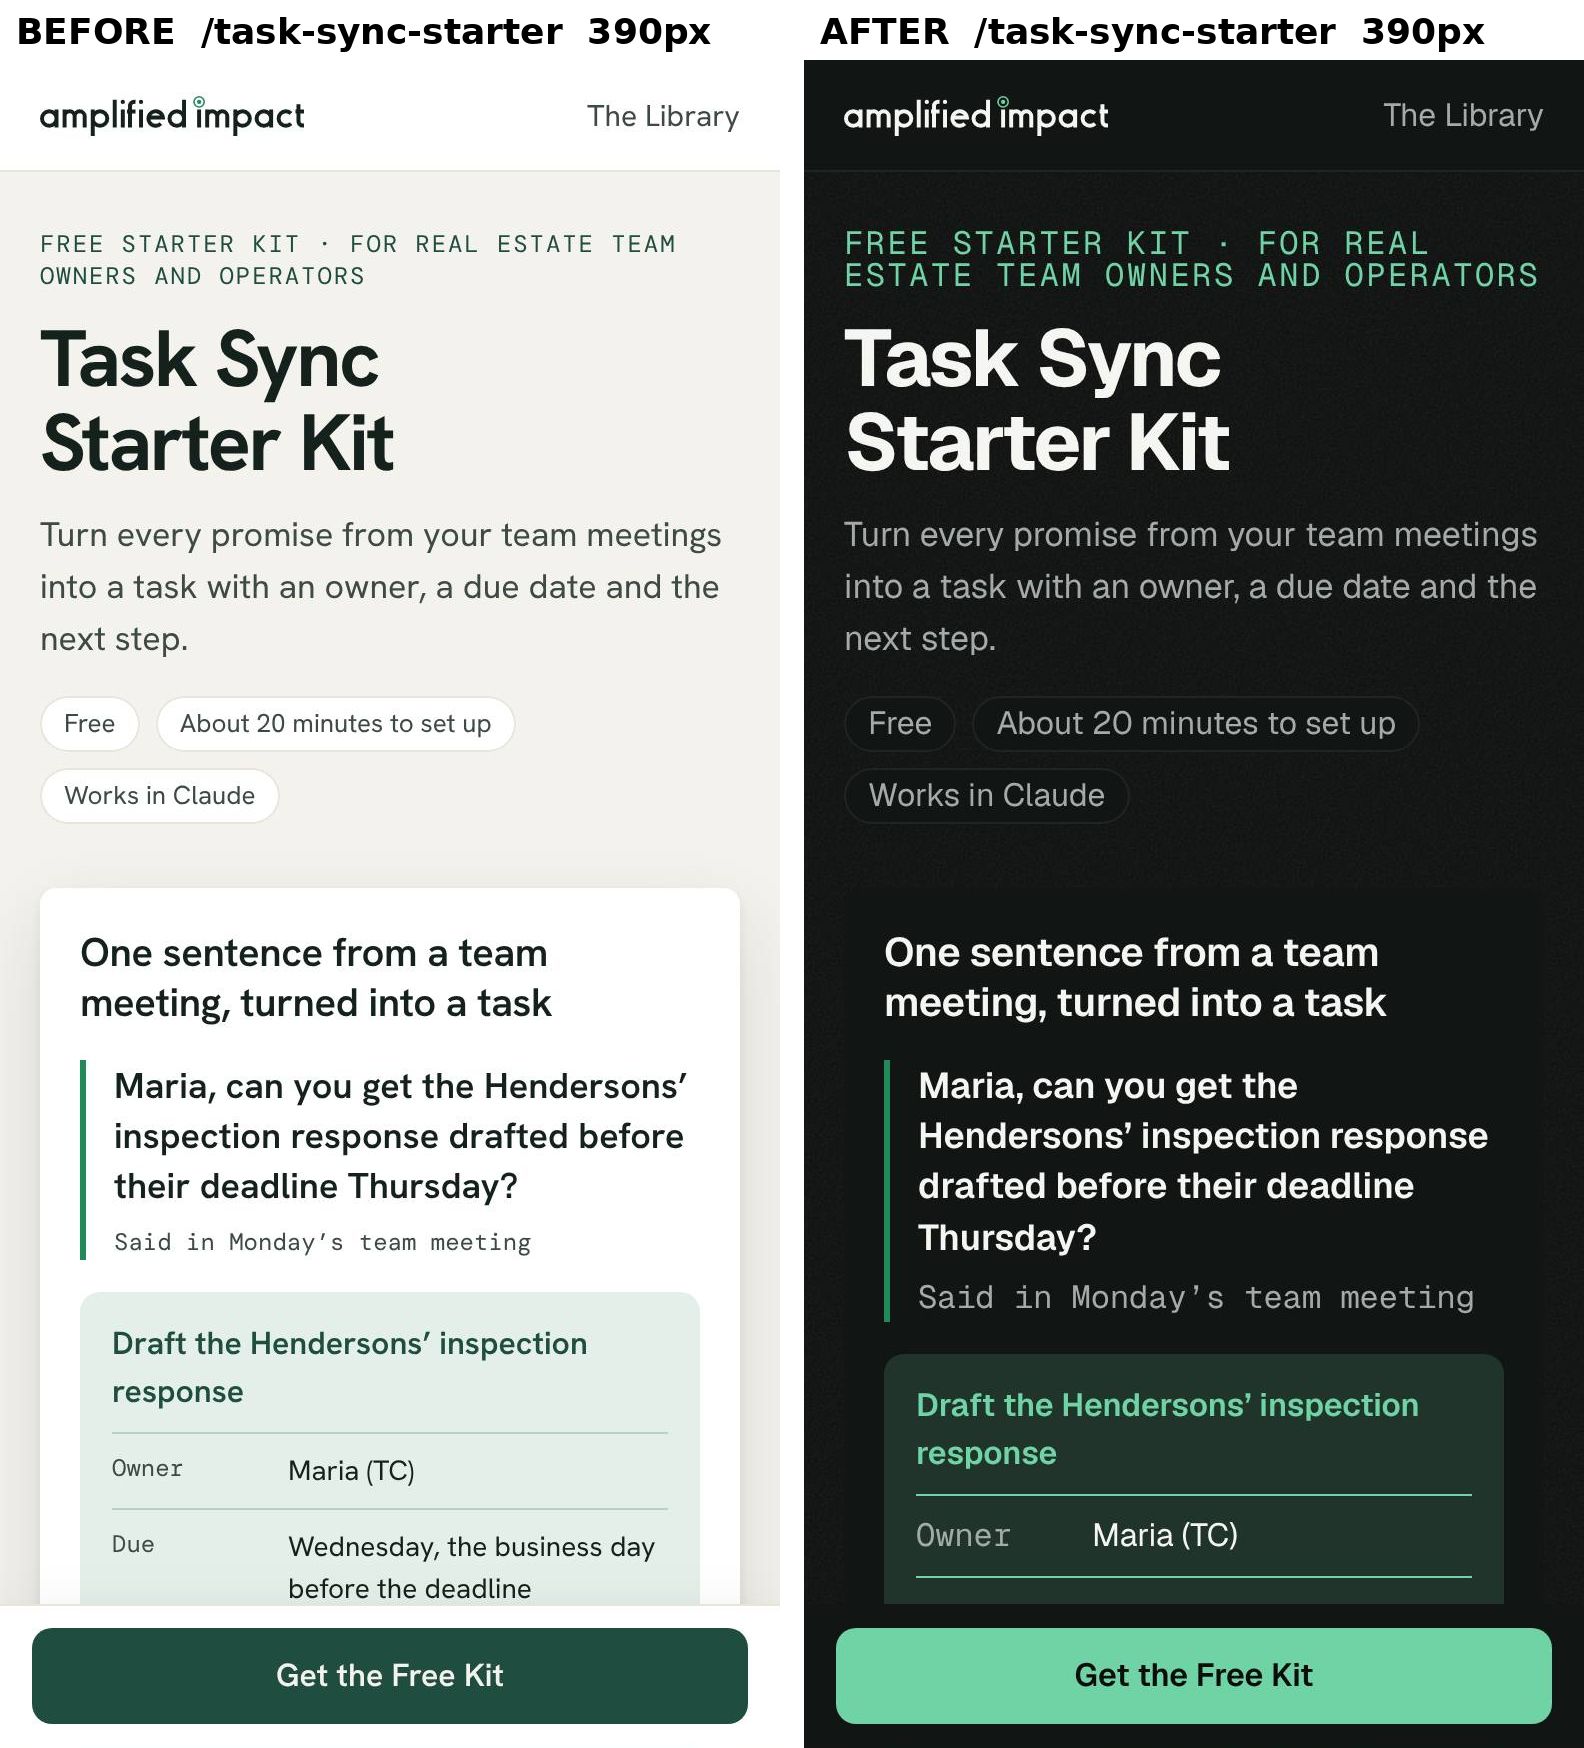 BEFORE /task-sync-starter 390px
amplified impact
The Library
FREE STARTER KIT · FOR REAL ESTATE TEAM
OWNERS AND OPERATORS
Task Sync
Starter Kit
Turn every promise from your team meetings
into a task with an owner, a due date and the
next step.
Free
About 20 minutes to set up
Works in Claude
One sentence from a team
meeting, turned into a task
Maria, can you get the Hendersons’
inspection response drafted before
their deadline Thursday?
Said in Monday’s team meeting
Draft the Hendersons’ inspection
response
Owner Maria (TC)
Due Wednesday, the business day
before the deadline
Get the Free Kit
AFTER /task-sync-starter 390px
amplified impact
The Library
FREE STARTER KIT · FOR REAL
ESTATE TEAM OWNERS AND OPERATORS
Task Sync
Starter Kit
Turn every promise from your team meetings
into a task with an owner, a due date and the
next step.
Free
About 20 minutes to set up
Works in Claude
One sentence from a team
meeting, turned into a task
Maria, can you get the
Hendersons’ inspection response
drafted before their deadline
Thursday?
Said in Monday’s team meeting
Draft the Hendersons’ inspection
response
Owner Maria (TC)
Get the Free Kit